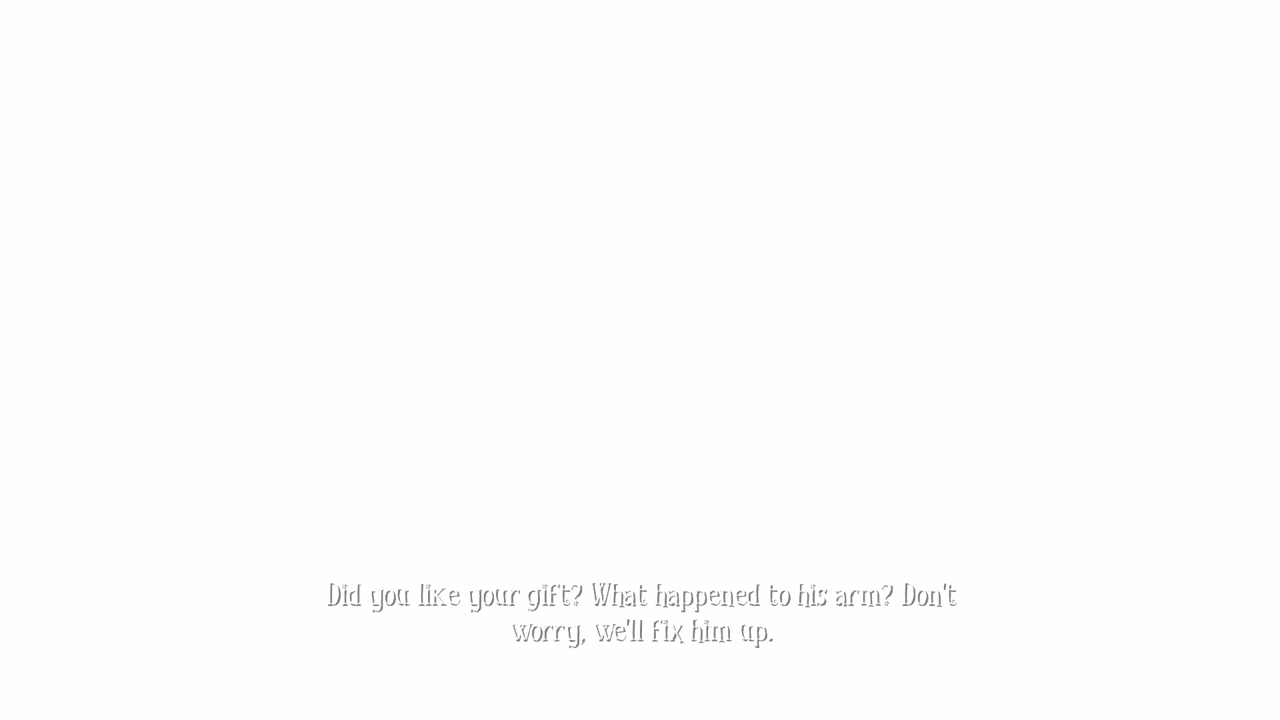 Did you like your gift? What happened to his arm? Don't
worry, we'll fix him up.